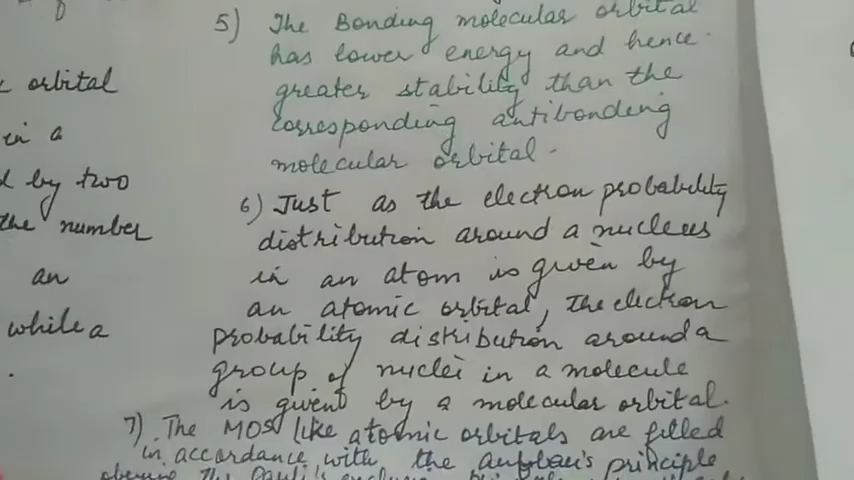 orbital
in a
by two
the number
an
while a
5) The Bonding molecular orbital
has lower energy and hence
greater stability than the
corresponding antibonding
molecular orbital.
6) Just as the electron probability
distribution around a nucleus
in an atom is given by
an atomic orbital, The electron
probability distribution around a
group of nuclei in a molecule
is given by a molecular orbital.
7) The MOS like atomic orbitals are filled
in accordance with the aufbau's principle
obeying the Pauli's